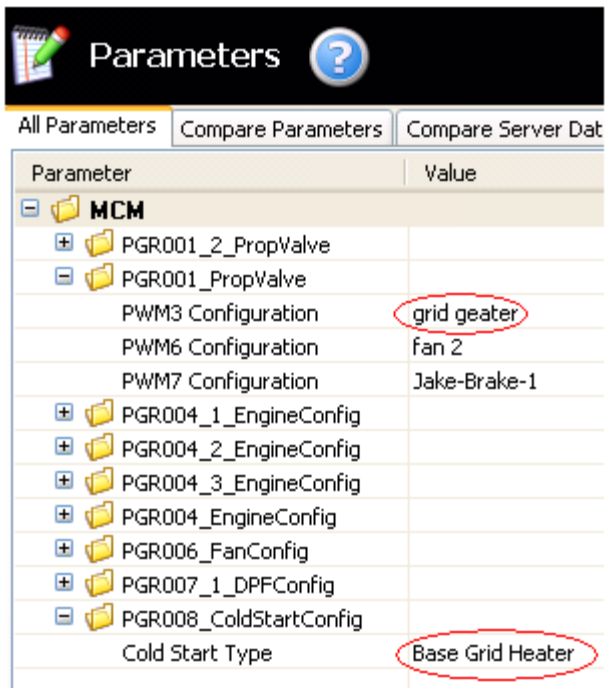 Parameters ?
All Parameters Compare Parameters Compare Server Dat
Parameter Value
MCM
PGR001_2_PropValve
PGR001_PropValve
PWM3 Configuration grid geater
PWM6 Configuration fan 2
PWM7 Configuration Jake-Brake-1
PGR004_1_EngineConfig
PGR004_2_EngineConfig
PGR004_3_EngineConfig
PGR004_EngineConfig
PGR006_FanConfig
PGR007_1_DPFConfig
PGR008_ColdStartConfig
Cold Start Type Base Grid Heater